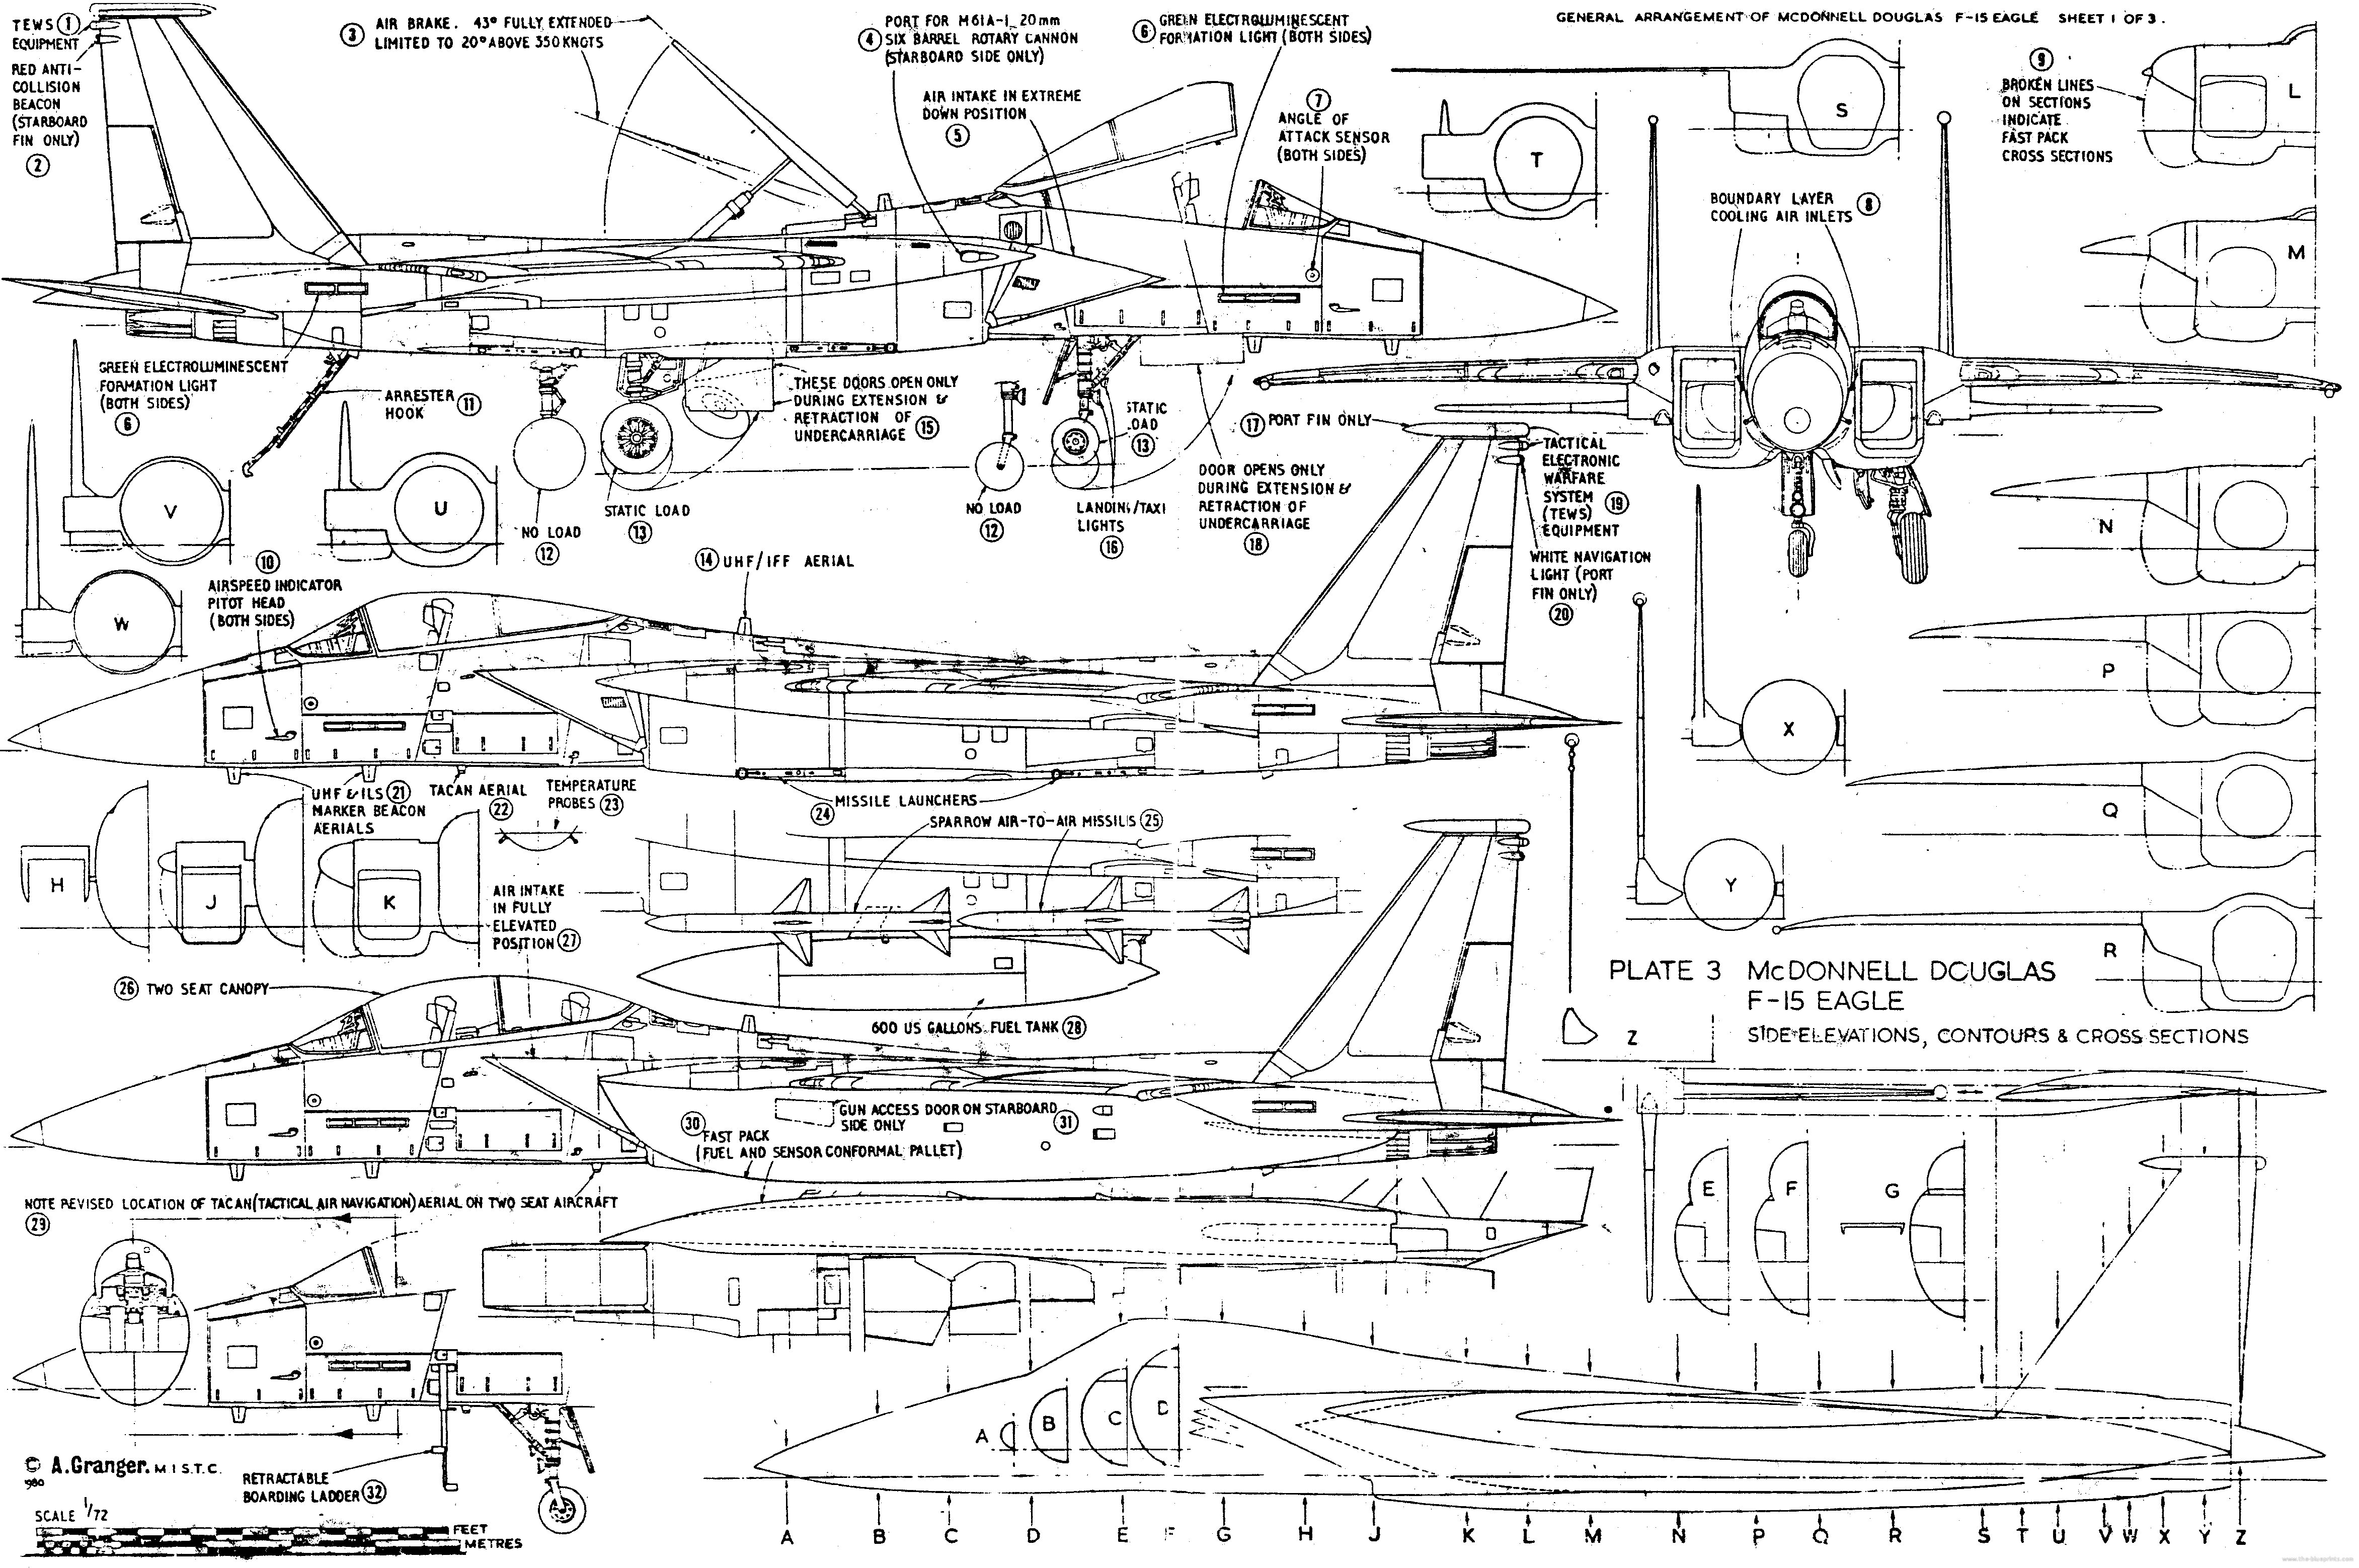 GENERAL ARRANGEMENT OF MCDONNELL DOUGLAS F-15 EAGLE SHEET 1 OF 3.
TEWS 1
EQUIPMENT
RED ANTI-
COLLISION
BEACON
(STARBOARD
FIN ONLY)
2
3 AIR BRAKE. 43° FULLY EXTENDED
LIMITED TO 20° ABOVE 350 KNOTS
PORT FOR M61A-1 20mm
4 SIX BARREL ROTARY CANNON
(STARBOARD SIDE ONLY)
AIR INTAKE IN EXTREME
DOWN POSITION
5
6 GREEN ELECTROLUMINESCENT
FORMATION LIGHT (BOTH SIDES)
7
ANGLE OF
ATTACK SENSOR
(BOTH SIDES)
9
BROKEN LINES
ON SECTIONS
INDICATE
FAST PACK
CROSS SECTIONS
BOUNDARY LAYER
COOLING AIR INLETS 8
S
T
L
M
GREEN ELECTROLUMINESCENT
FORMATION LIGHT
(BOTH SIDES)
6
ARRESTER
HOOK 11
THESE DOORS OPEN ONLY
DURING EXTENSION &
RETRACTION OF
UNDERCARRIAGE 15
NO LOAD
12
STATIC LOAD
13
NO LOAD
12
STATIC
LOAD
13
LANDING/TAXI
LIGHTS
16
17 PORT FIN ONLY
DOOR OPENS ONLY
DURING EXTENSION &
RETRACTION OF
UNDERCARRIAGE
18
TACTICAL
ELECTRONIC
WARFARE
SYSTEM 19
(TEWS)
EQUIPMENT
WHITE NAVIGATION
LIGHT (PORT
FIN ONLY)
20
V
U
W
N
P
X
Q
Y
R
10
AIRSPEED INDICATOR
PITOT HEAD
(BOTH SIDES)
14 UHF/IFF AERIAL
UHF & ILS 21
MARKER BEACON
AERIALS
TACAN AERIAL
22
TEMPERATURE
PROBES 23
24 MISSILE LAUNCHERS
SPARROW AIR-TO-AIR MISSILES 25
H
J
K
AIR INTAKE
IN FULLY
ELEVATED
POSITION 27
26 TWO SEAT CANOPY
600 US GALLONS FUEL TANK 28
PLATE 3 McDONNELL DOUGLAS
F-15 EAGLE
SIDE ELEVATIONS, CONTOURS & CROSS SECTIONS
Z
GUN ACCESS DOOR ON STARBOARD 31
SIDE ONLY
30 FAST PACK
(FUEL AND SENSOR CONFORMAL PALLET)
NOTE REVISED LOCATION OF TACAN (TACTICAL AIR NAVIGATION) AERIAL ON TWO SEAT AIRCRAFT
29
E
F
G
A
B
C
D
© A.Granger. M I S.T.C.
1980
RETRACTABLE
BOARDING LADDER 32
SCALE 1/72
FEET
METRES
A B C D E F G H J K L M N P Q R S T U V W X Y Z
www.the-blueprints.com